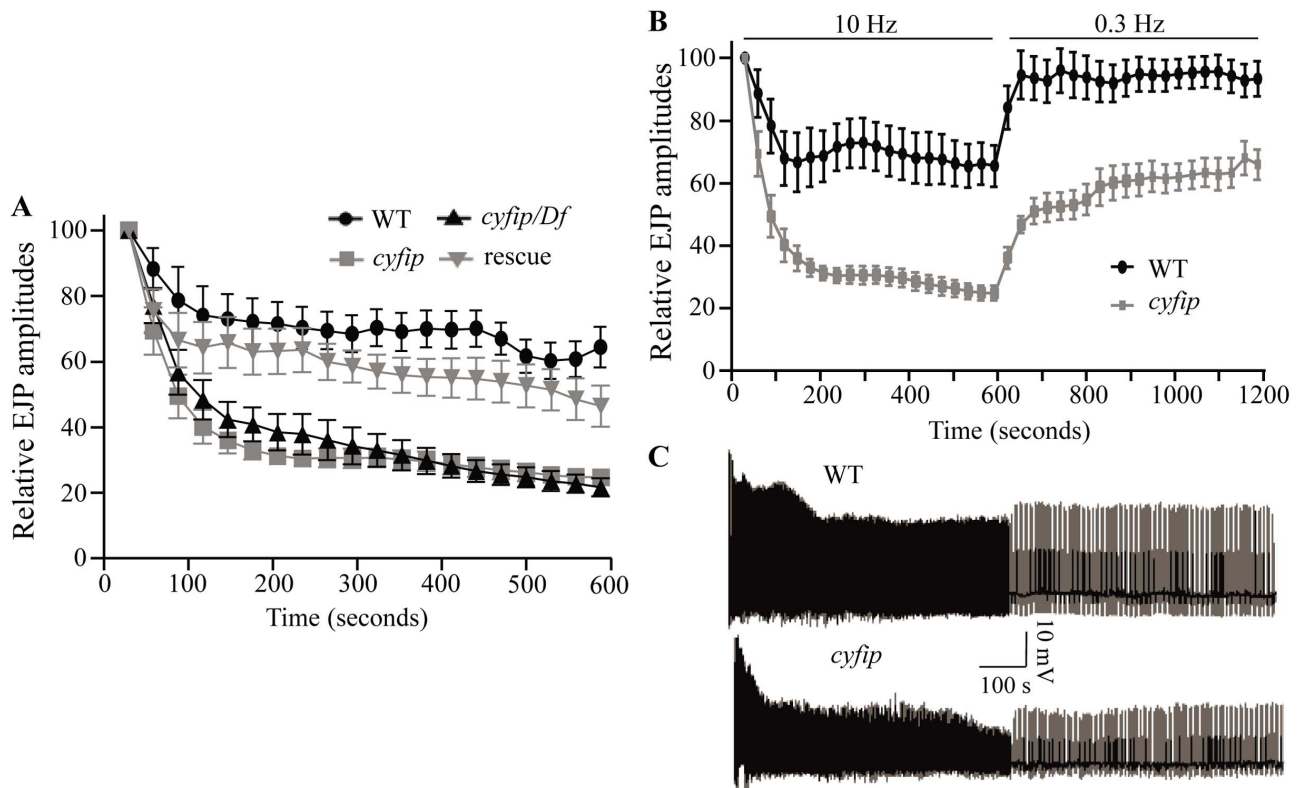 A
Relative EJP amplitudes
100
80
60
40
20
0
WT cyfip/Df
cyfip rescue
0 100 200 300 400 500 600
Time (seconds)
B
10 Hz 0.3 Hz
Relative EJP amplitudes
100
80
60
40
20
0
WT
cyfip
0 200 400 600 800 1000 1200
Time (seconds)
C
WT
cyfip
10 mV
100 s